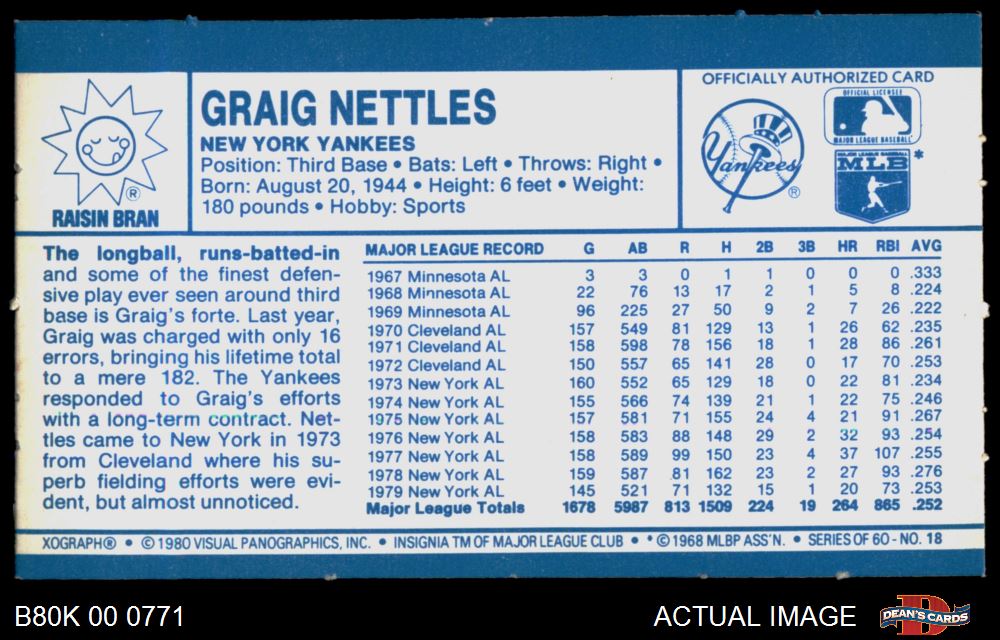 RAISIN BRAN
®
GRAIG NETTLES
NEW YORK YANKEES
Position: Third Base • Bats: Left • Throws: Right •
Born: August 20, 1944 • Height: 6 feet • Weight:
180 pounds • Hobby: Sports
OFFICIALLY AUTHORIZED CARD
Yankees
®
OFFICIAL LICENSEE
MAJOR LEAGUE BASEBALL
MAJOR LEAGUE BASEBALL
MLB *
The longball, runs-batted-in
and some of the finest defen-
sive play ever seen around third
base is Graig's forte. Last year,
Graig was charged with only 16
errors, bringing his lifetime total
to a mere 182. The Yankees
responded to Graig's efforts
with a long-term contract. Net-
tles came to New York in 1973
from Cleveland where his su-
perb fielding efforts were evi-
dent, but almost unnoticed.
MAJOR LEAGUE RECORD G AB R H 2B 3B HR RBI AVG
1967 Minnesota AL 3 3 0 1 1 0 0 0 .333
1968 Minnesota AL 22 76 13 17 2 1 5 8 .224
1969 Minnesota AL 96 225 27 50 9 2 7 26 .222
1970 Cleveland AL 157 549 81 129 13 1 26 62 .235
1971 Cleveland AL 158 598 78 156 18 1 28 86 .261
1972 Cleveland AL 150 557 65 141 28 0 17 70 .253
1973 New York AL 160 552 65 129 18 0 22 81 .234
1974 New York AL 155 566 74 139 21 1 22 75 .246
1975 New York AL 157 581 71 155 24 4 21 91 .267
1976 New York AL 158 583 88 148 29 2 32 93 .254
1977 New York AL 158 589 99 150 23 4 37 107 .255
1978 New York AL 159 587 81 162 23 2 27 93 .276
1979 New York AL 145 521 71 132 15 1 20 73 .253
Major League Totals 1678 5987 813 1509 224 19 264 865 .252
XOGRAPH® • © 1980 VISUAL PANOGRAPHICS, INC. • INSIGNIA TM OF MAJOR LEAGUE CLUB • * © 1968 MLBP ASS'N. • SERIES OF 60 - NO. 18
B80K 00 0771
ACTUAL IMAGE
DEAN'S CARDS